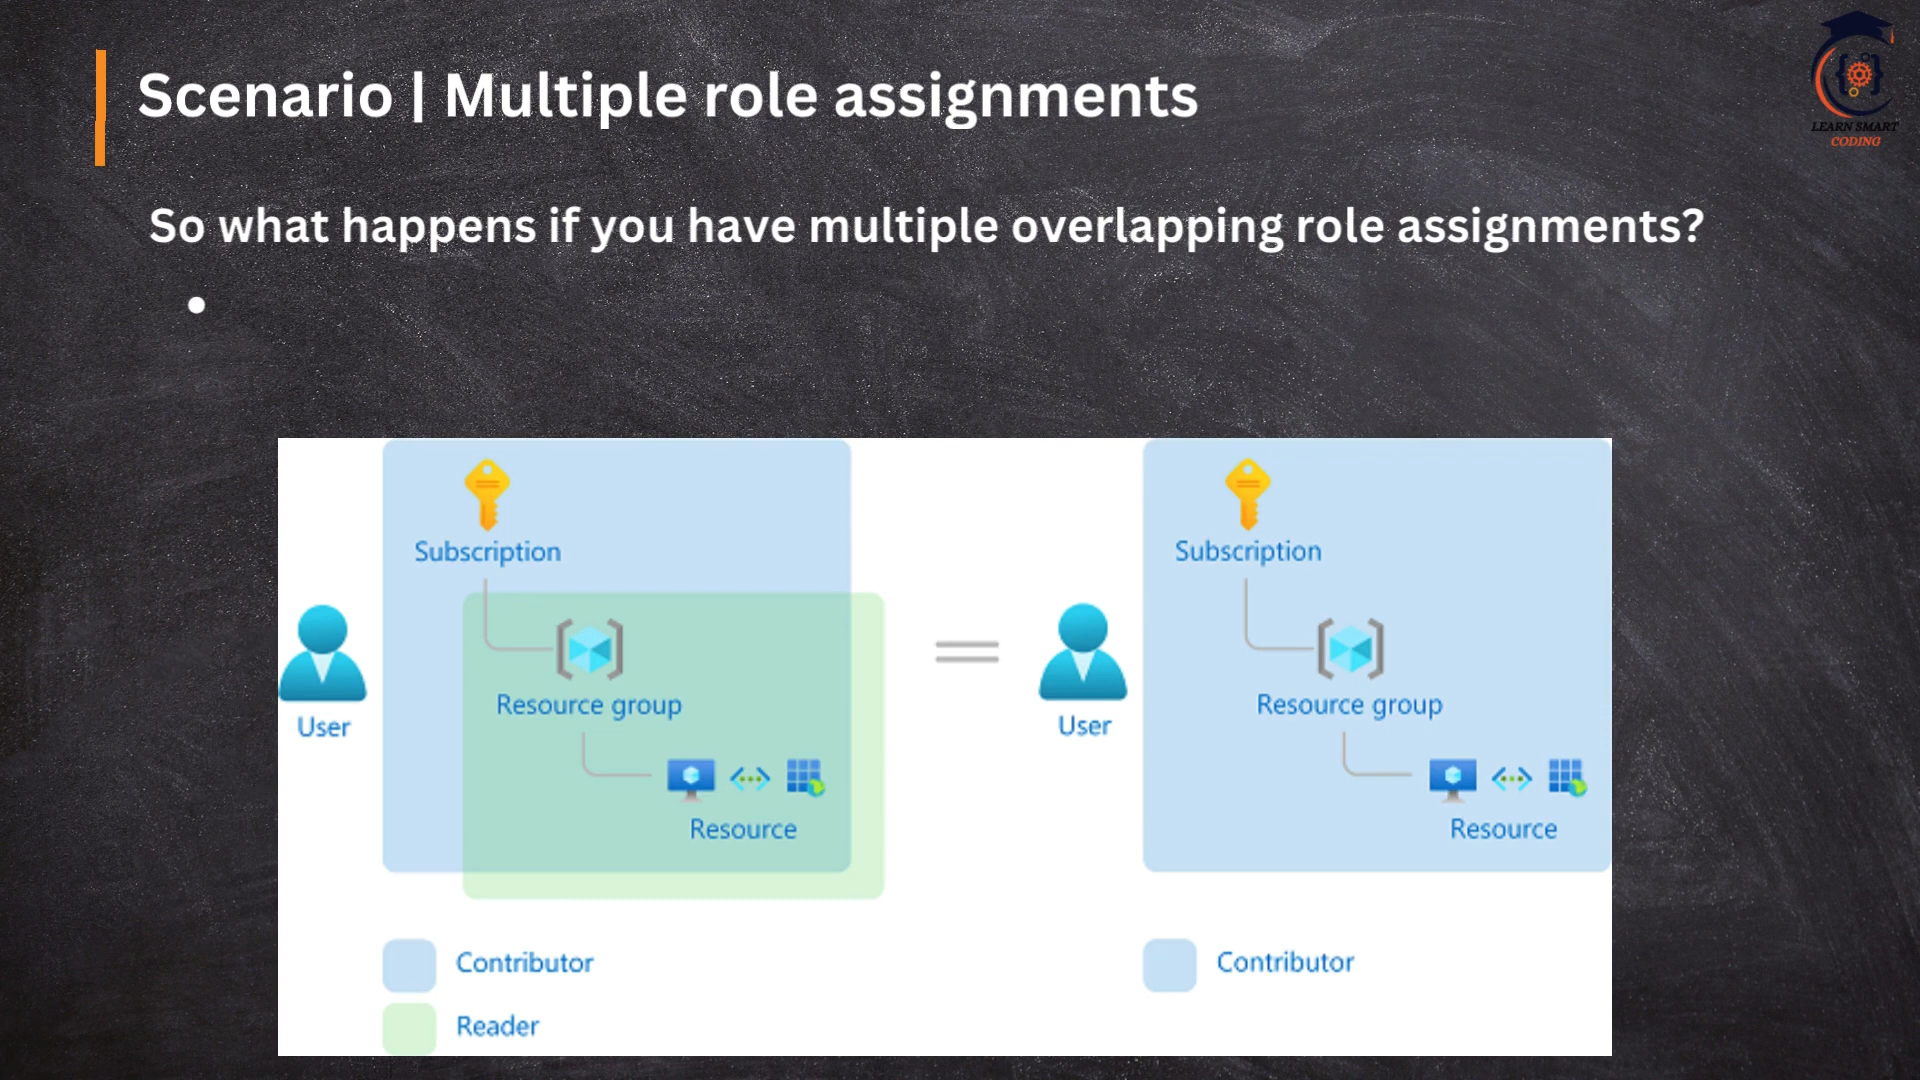 Scenario | Multiple role assignments
LEARN SMART
CODING
So what happens if you have multiple overlapping role assignments?
•
Subscription
Subscription
Resource group
Resource group
User
User
Resource
Resource
Contributor
Contributor
Reader